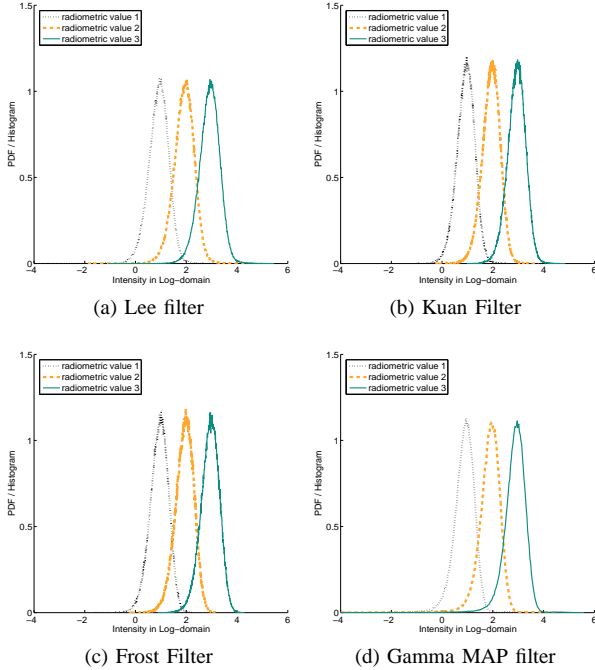 1.5
radiometric value 1
radiometric value 2
radiometric value 3
1
0.5
0
PDF / Histogram
−4 −2 0 2 4 6
Intensity in Log−domain
(a) Lee filter
1.5
radiometric value 1
radiometric value 2
radiometric value 3
1
0.5
0
PDF / Histogram
−4 −2 0 2 4 6
Intensity in Log−domain
(b) Kuan Filter
1.5
radiometric value 1
radiometric value 2
radiometric value 3
1
0.5
0
PDF / Histogram
−4 −2 0 2 4 6
Intensity in Log−domain
(c) Frost Filter
1.5
radiometric value 1
radiometric value 2
radiometric value 3
1
0.5
0
PDF / Histogram
−4 −2 0 2 4 6
Intensity in Log−domain
(d) Gamma MAP filter